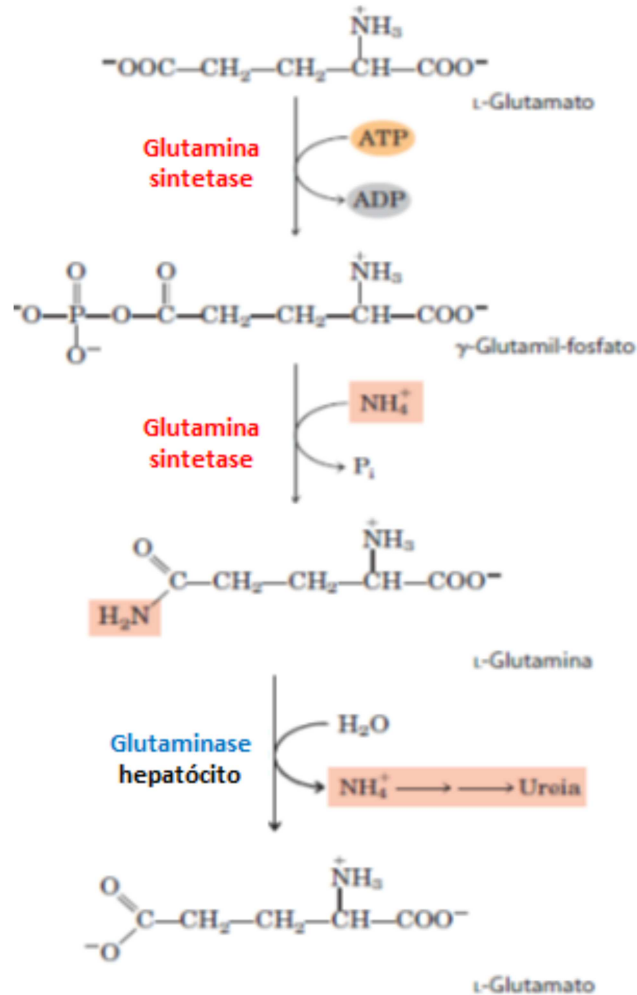 ⁺NH₃
⁻OOC—CH₂—CH₂—CH—COO⁻
L-Glutamato
Glutamina
sintetase
ATP
ADP
O O ⁺NH₃
⁻O—P—O—C—CH₂—CH₂—CH—COO⁻
O⁻
γ-Glutamil-fosfato
Glutamina
sintetase
NH₄⁺
Pᵢ
O ⁺NH₃
C—CH₂—CH₂—CH—COO⁻
H₂N
L-Glutamina
Glutaminase
hepatócito
H₂O
NH₄⁺ ⟶ ⟶ Ureia
O ⁺NH₃
C—CH₂—CH₂—CH—COO⁻
⁻O
L-Glutamato